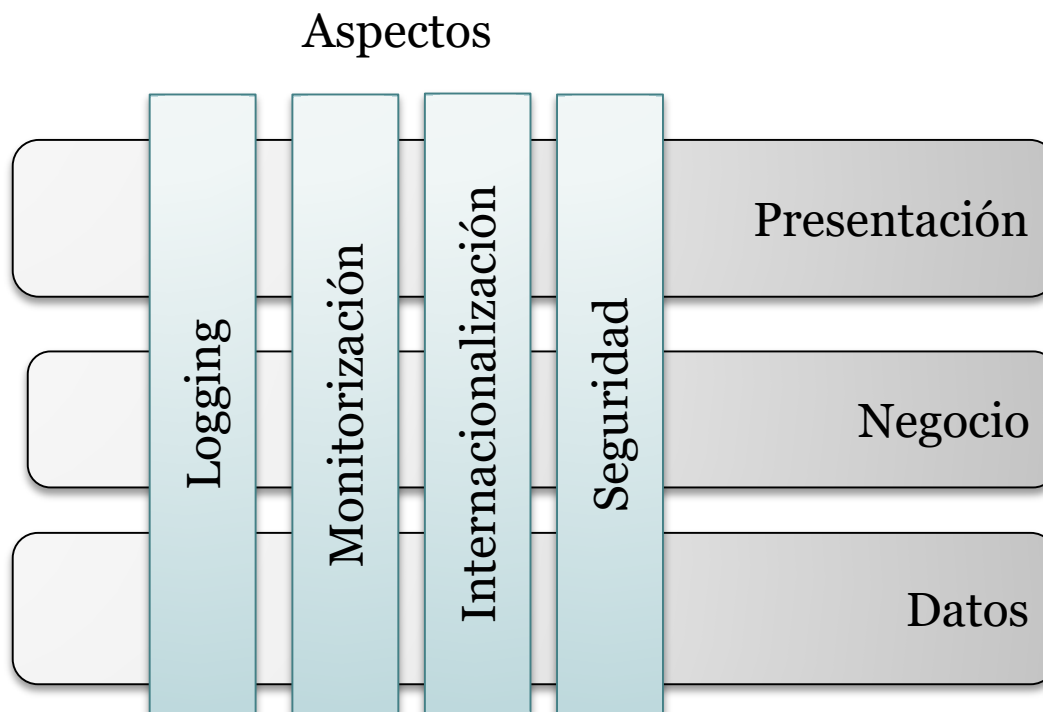 Aspectos
Logging
Monitorización
Internacionalización
Seguridad
Presentación
Negocio
Datos